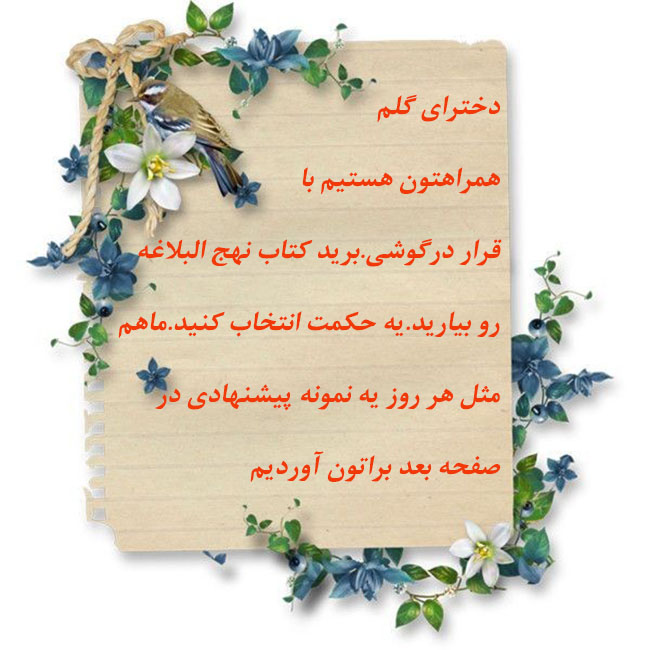 دخترای گلم
همراهتون هستیم با
قرار درگوشی.برید کتاب نهج البلاغه
رو بیارید.یه حکمت انتخاب کنید.ماهم
مثل هر روز یه نمونه پیشنهادی در
صفحه بعد براتون آوردیم